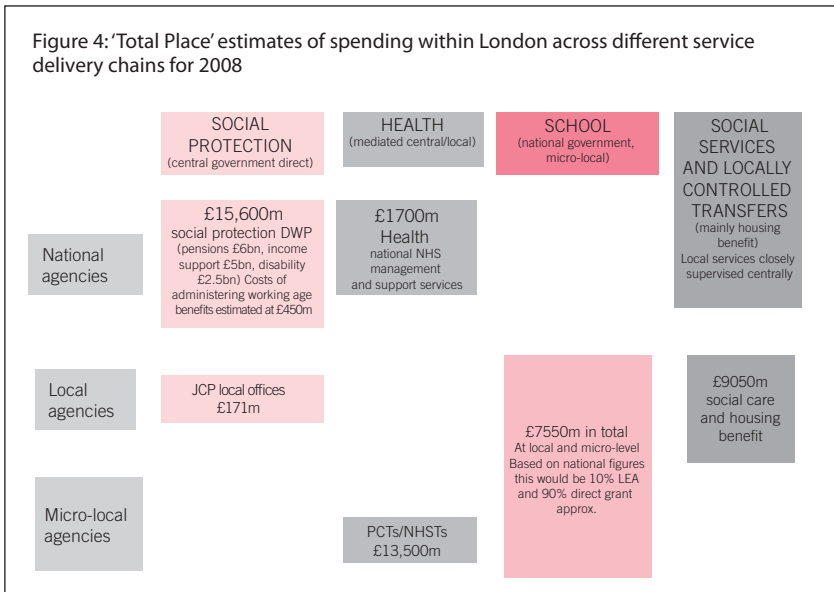 Figure 4: 'Total Place' estimates of spending within London across different service
delivery chains for 2008
SOCIAL
PROTECTION
(central government direct)
HEALTH
(mediated central/local)
SCHOOL
(national government,
micro-local)
SOCIAL
SERVICES
AND LOCALLY
CONTROLLED
TRANSFERS
(mainly housing
benefit)
Local services closely
supervised centrally
National
agencies
£15,600m
social protection DWP
(pensions £6bn, income
support £5bn, disability
£2.5bn) Costs of
administering working age
benefits estimated at £450m
£1700m
Health
national NHS
management
and support services
Local
agencies
JCP local offices
£171m
£7550m in total
At local and micro-level
Based on national figures
this would be 10% LEA
and 90% direct grant
approx.
£9050m
social care
and housing
benefit
Micro-local
agencies
PCTs/NHSTs
£13,500m